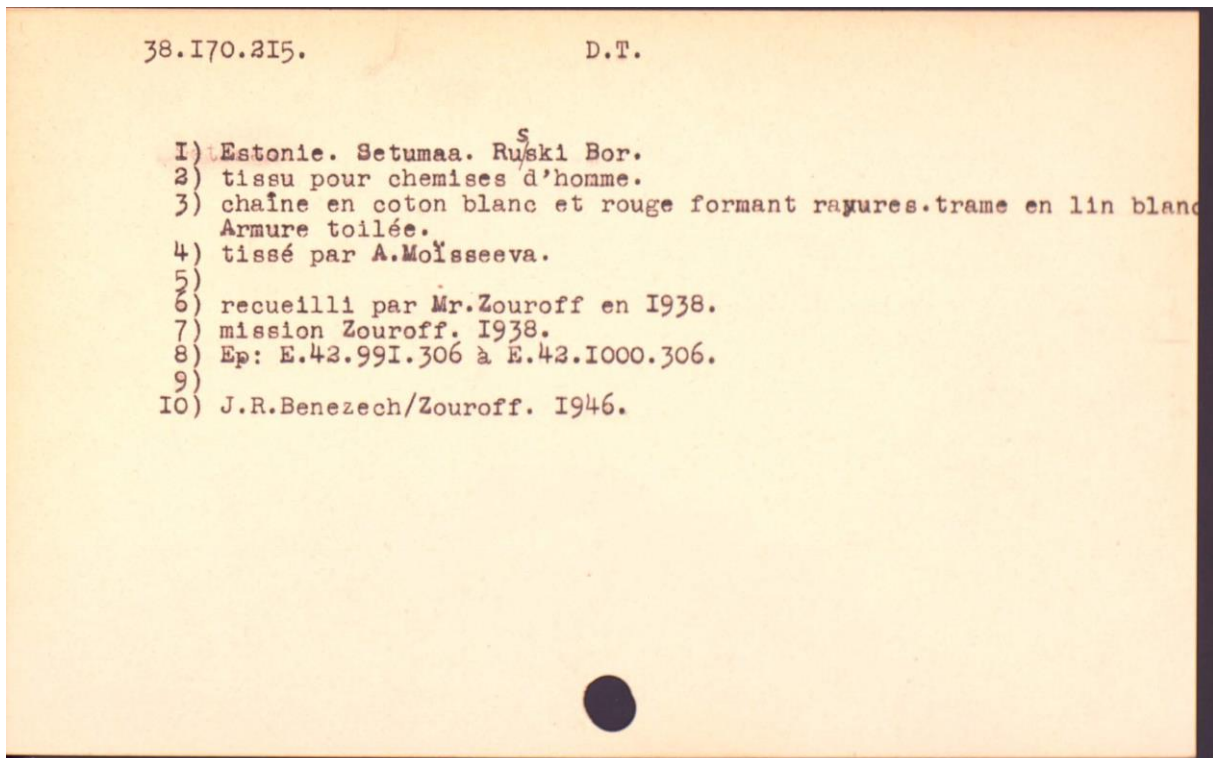 38.I70.2I5. D.T.
I) Estonie. Setumaa. Russki Bor.
2) tissu pour chemises d'homme.
3) chaîne en coton blanc et rouge formant rayures.trame en lin blanc
Armure toilée.
4) tissé par A.Moïsseeva.
5)
6) recueilli par Mr.Zouroff en I938.
7) mission Zouroff. I938.
8) Ep: E.42.99I.306 à E.42.I000.306.
9)
I0) J.R.Benezech/Zouroff. I946.